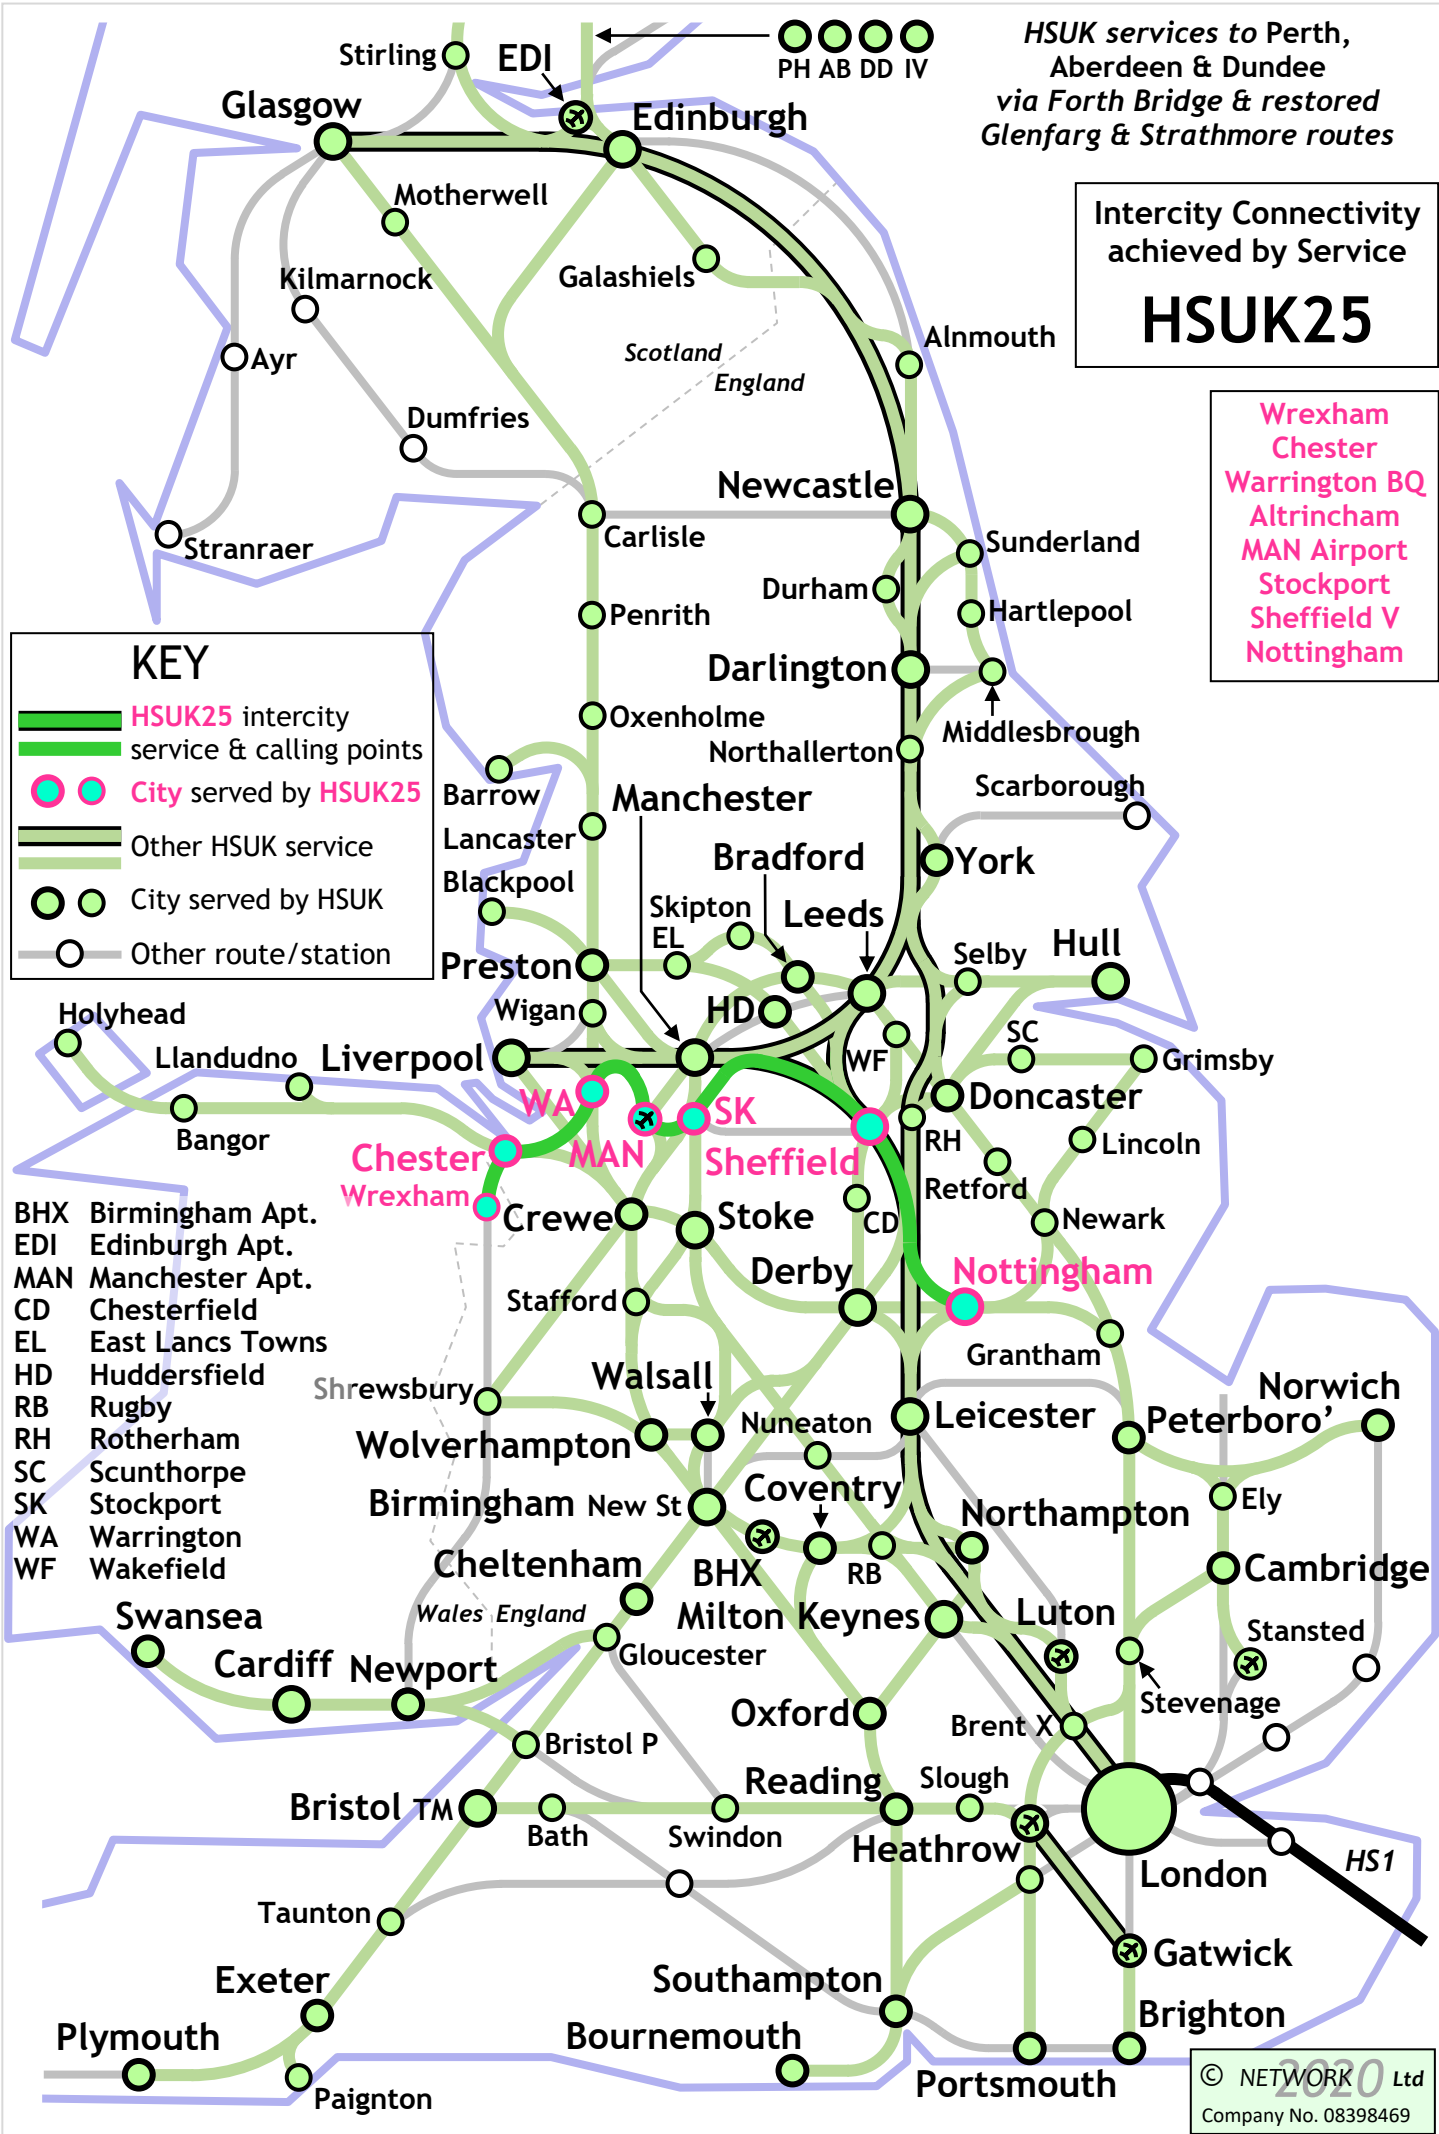 HSUK services to Perth,
Aberdeen & Dundee
via Forth Bridge & restored
Glenfarg & Strathmore routes
PH AB DD IV
Stirling
EDI
Glasgow
Edinburgh
Intercity Connectivity
achieved by Service
HSUK25
Motherwell
Kilmarnock
Galashiels
Ayr
Scotland
England
Alnmouth
Dumfries
Wrexham
Chester
Warrington BQ
Altrincham
MAN Airport
Stockport
Sheffield V
Nottingham
Newcastle
Stranraer
Carlisle
Sunderland
Durham
Penrith
Hartlepool
Darlington
Oxenholme
Middlesbrough
Northallerton
KEY
HSUK25 intercity
service & calling points
City served by HSUK25
Other HSUK service
City served by HSUK
Other route/station
Barrow
Manchester
Scarborough
Lancaster
Bradford
York
Blackpool
Skipton
EL
Leeds
Preston
Selby
Hull
Wigan
HD
Holyhead
Llandudno
Liverpool
WF
SC
Grimsby
Bangor
WA
MAN
SK
Doncaster
RH
Lincoln
Chester
Sheffield
Wrexham
Retford
Crewe
Stoke
CD
Newark
BHX Birmingham Apt.
EDI Edinburgh Apt.
MAN Manchester Apt.
CD Chesterfield
EL East Lancs Towns
HD Huddersfield
RB Rugby
RH Rotherham
SC Scunthorpe
SK Stockport
WA Warrington
WF Wakefield
Derby
Nottingham
Stafford
Grantham
Shrewsbury
Walsall
Norwich
Nuneaton
Leicester
Peterboro’
Wolverhampton
Coventry
Birmingham New St
Northampton
Ely
BHX
RB
Cambridge
Cheltenham
Wales England
Milton Keynes
Luton
Stansted
Swansea
Gloucester
Cardiff
Newport
Stevenage
Oxford
Brent X
Bristol P
Reading
Slough
Bristol TM
Bath
Swindon
Heathrow
London
HS1
Taunton
Gatwick
Exeter
Southampton
Brighton
Plymouth
Bournemouth
Paignton
Portsmouth
© NETWORK 2020 Ltd
Company No. 08398469